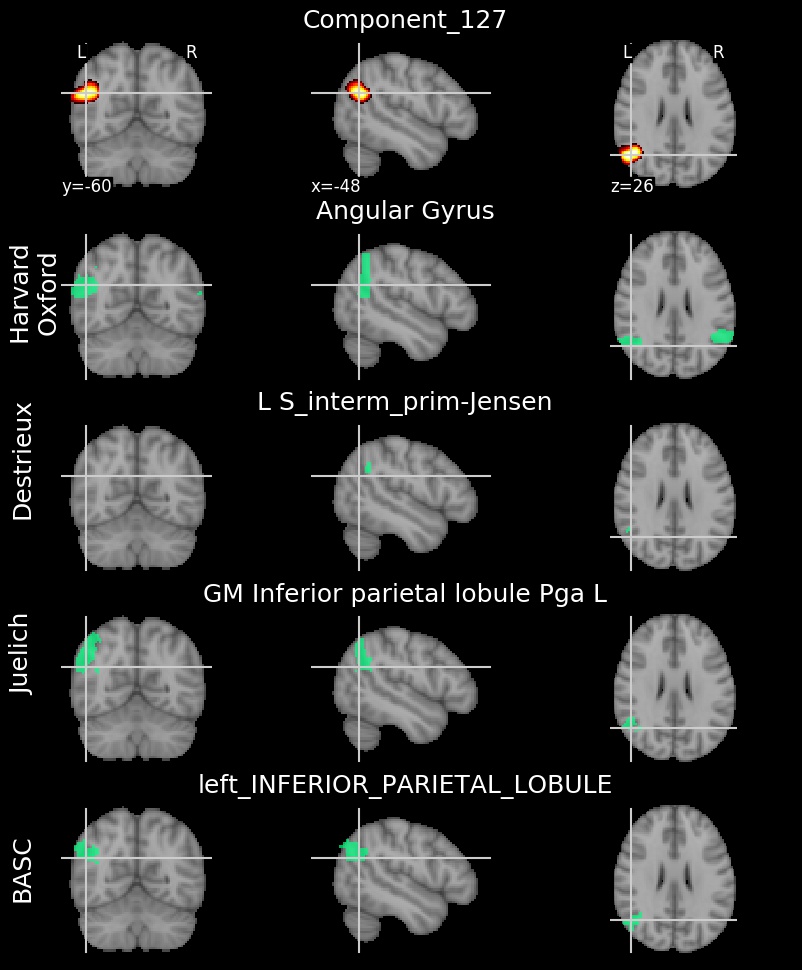 Component_127
L R L R
y=-60 x=-48 z=26
Angular Gyrus
Harvard
Oxford
L S_interm_prim-Jensen
Destrieux
GM Inferior parietal lobule Pga L
Juelich
left_INFERIOR_PARIETAL_LOBULE
BASC